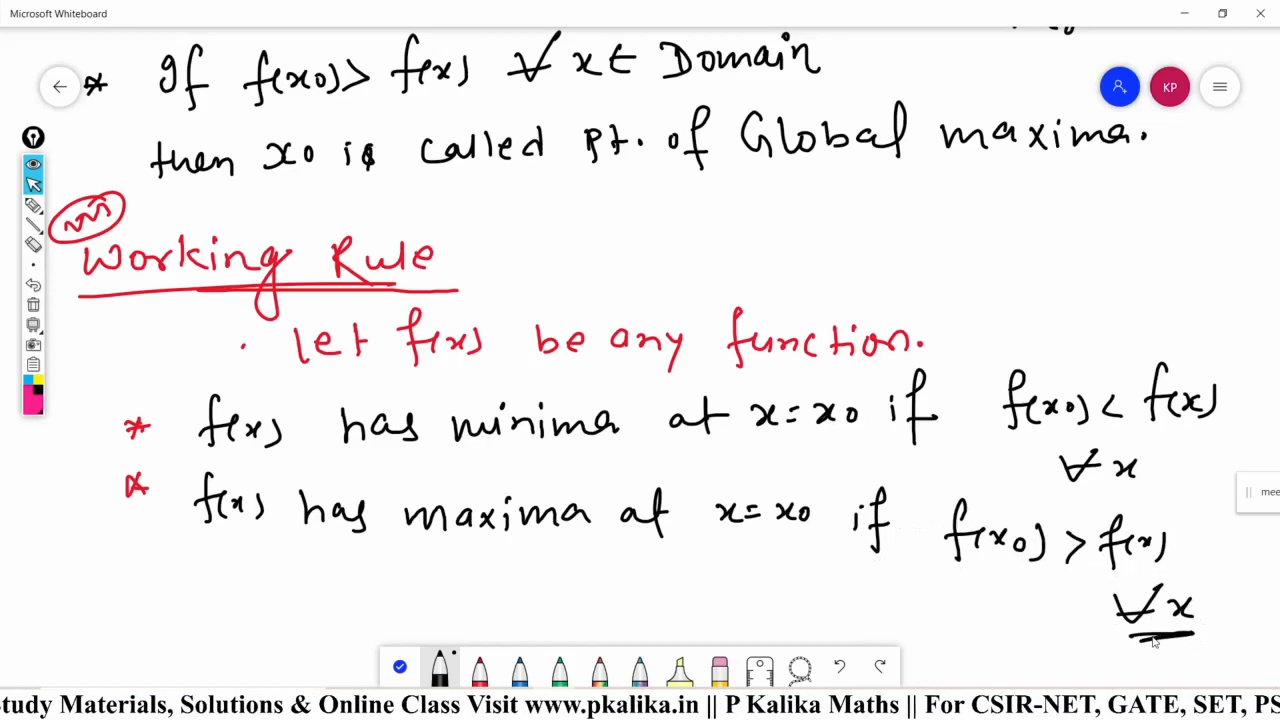 Microsoft Whiteboard
* If f(x0)> f(x) ∀ x ∈ Domain
KP
then x0 is called Pt. of Global maxima.
Working Rule
. let f(x) be any function.
* f(x) has minima at x = x0 if f(x0) < f(x)
∀ x
* f(x) has maxima at x = x0 if f(x0) > f(x)
∀ x
mee
Study Materials, Solutions & Online Class Visit www.pkalika.in || P Kalika Maths || For CSIR-NET, GATE, SET, PS